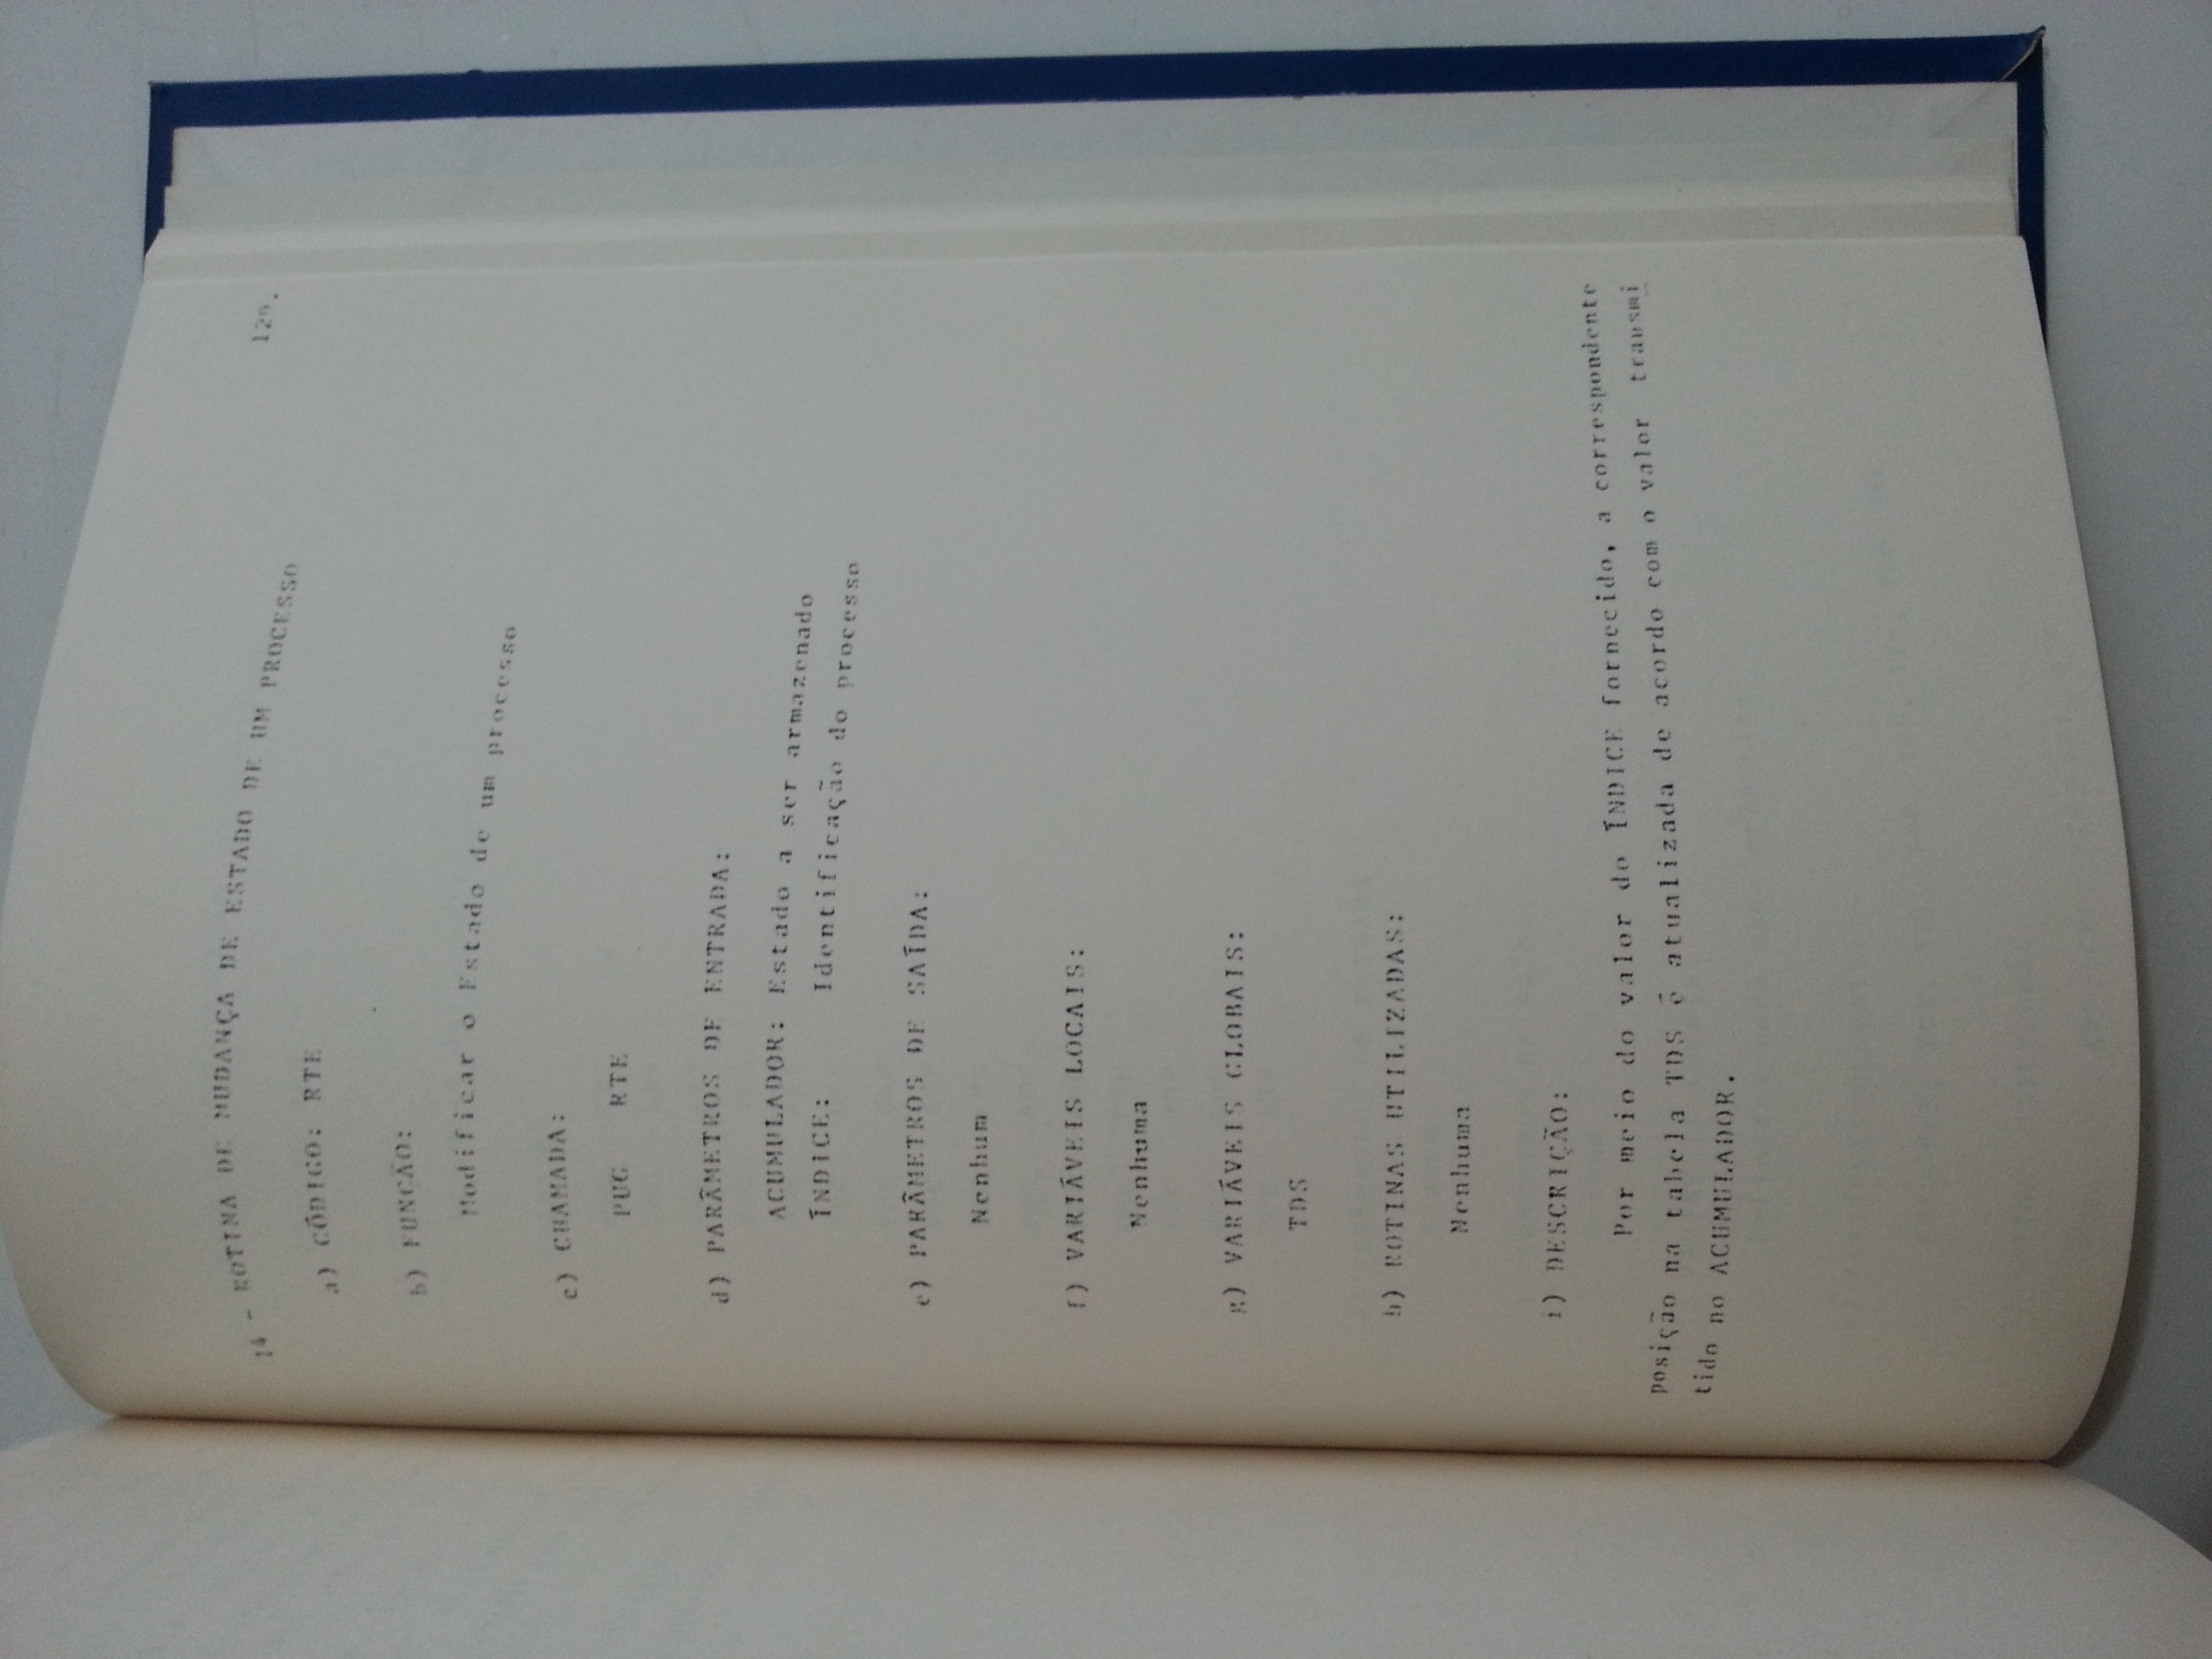 129.
14 - ROTINA DE MUDANÇA DE ESTADO DE UM PROCESSO
a) CÓDIGO: RTE
b) FUNÇÃO:
Modificar o Estado de um processo
c) CHAMADA:
PUG RTE
d) PARÂMETROS DE ENTRADA:
ACUMULADOR: Estado a ser armazenado
ÍNDICE: Identificação do processo
e) PARÂMETROS DE SAÍDA:
Nenhum
f) VARIÁVEIS LOCAIS:
Nenhuma
g) VARIÁVEIS GLOBAIS:
TDS
h) ROTINAS UTILIZADAS:
Nenhuma
i) DESCRIÇÃO:
Por meio do valor do ÍNDICE fornecido, a correspondente
posição na tabela TDS é atualizada de acordo com o valor transmi
tido no ACUMULADOR.